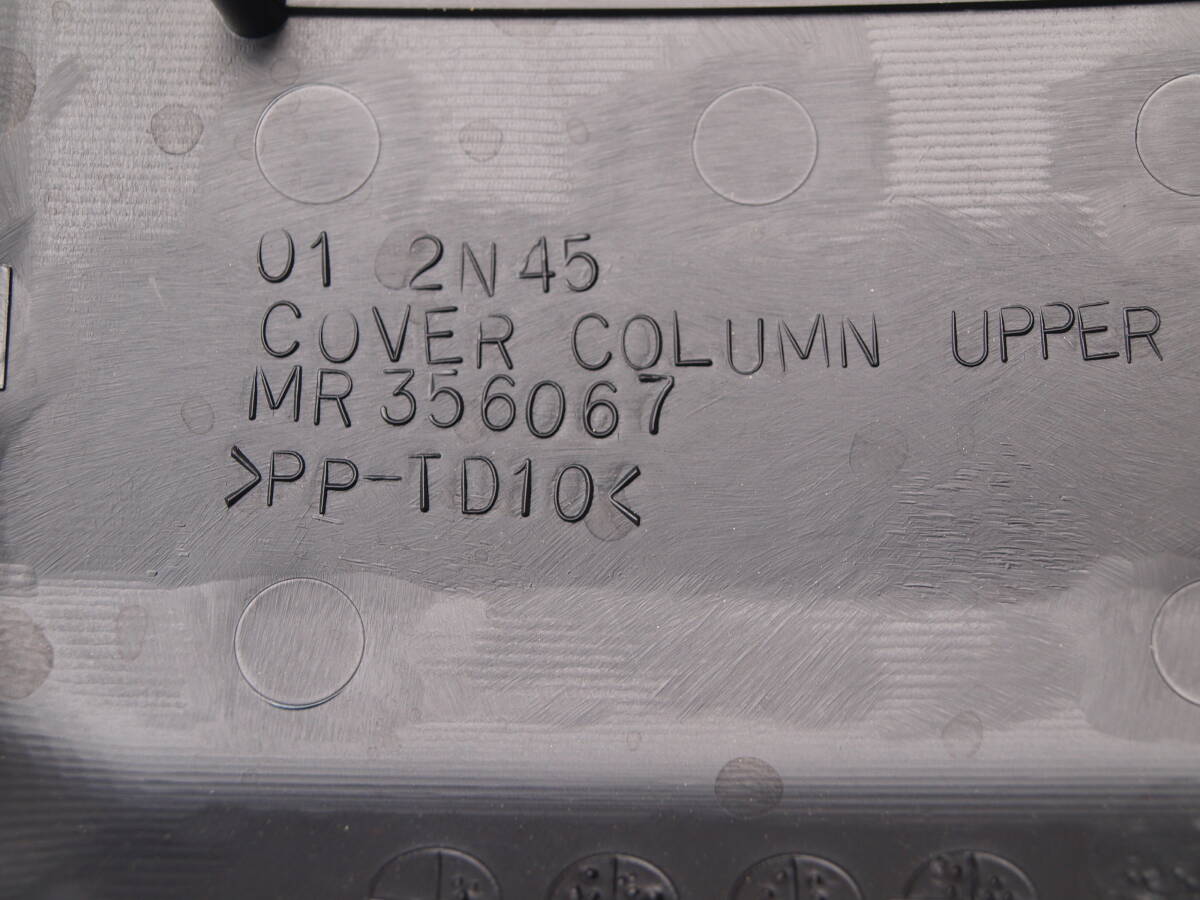 01 2N45
COVER COLUMN UPPER
MR356067
>PP-TD10<